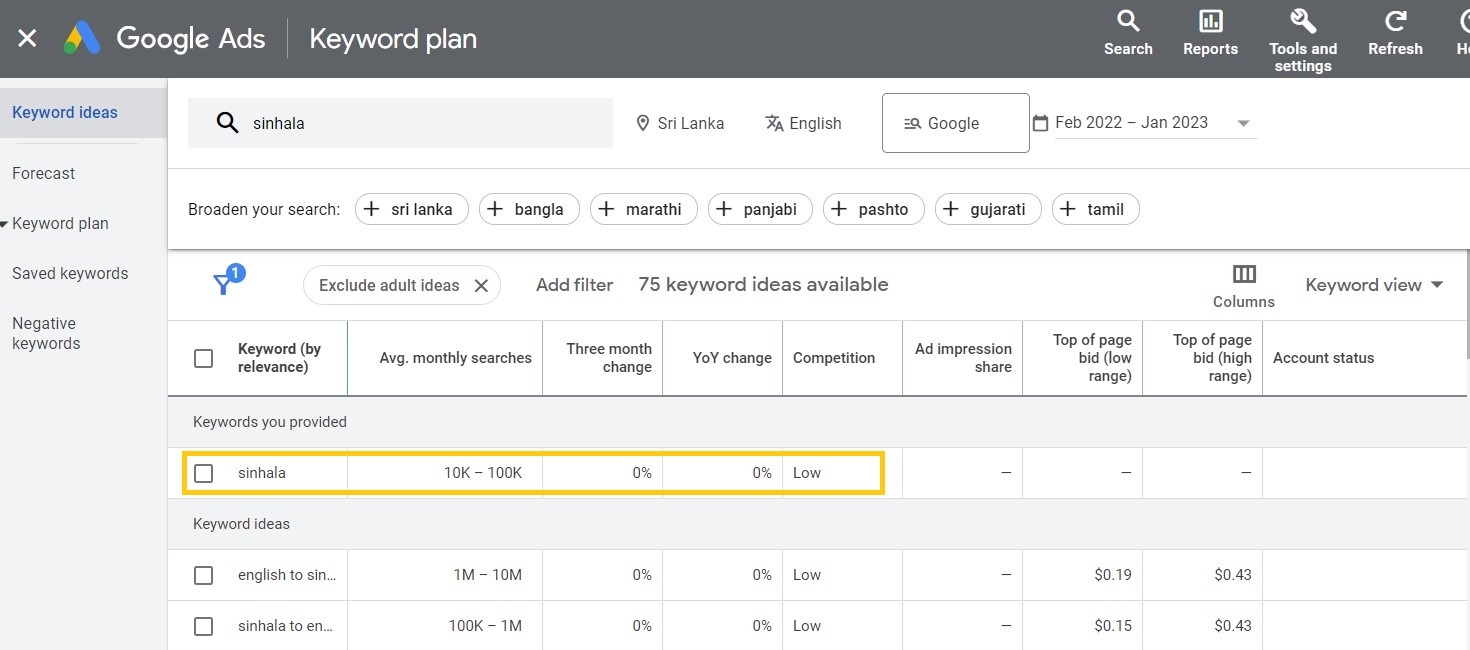 Google Ads Keyword plan
Search
Reports
Tools and
settings
Refresh
Keyword ideas
Forecast
Keyword plan
Saved keywords
Negative
keywords
sinhala
Sri Lanka
English
Google
Feb 2022 – Jan 2023
Broaden your search: sri lanka bangla marathi panjabi pashto gujarati tamil
1
Exclude adult ideas
Add filter
75 keyword ideas available
Columns
Keyword view
Keyword (by
relevance)
Avg. monthly searches
Three month
change
YoY change
Competition
Ad impression
share
Top of page
bid (low
range)
Top of page
bid (high
range)
Account status
Keywords you provided
sinhala 10K – 100K 0% 0% Low — — —
Keyword ideas
english to sin... 1M – 10M 0% 0% Low — $0.19 $0.43
sinhala to en... 100K – 1M 0% 0% Low — $0.15 $0.43